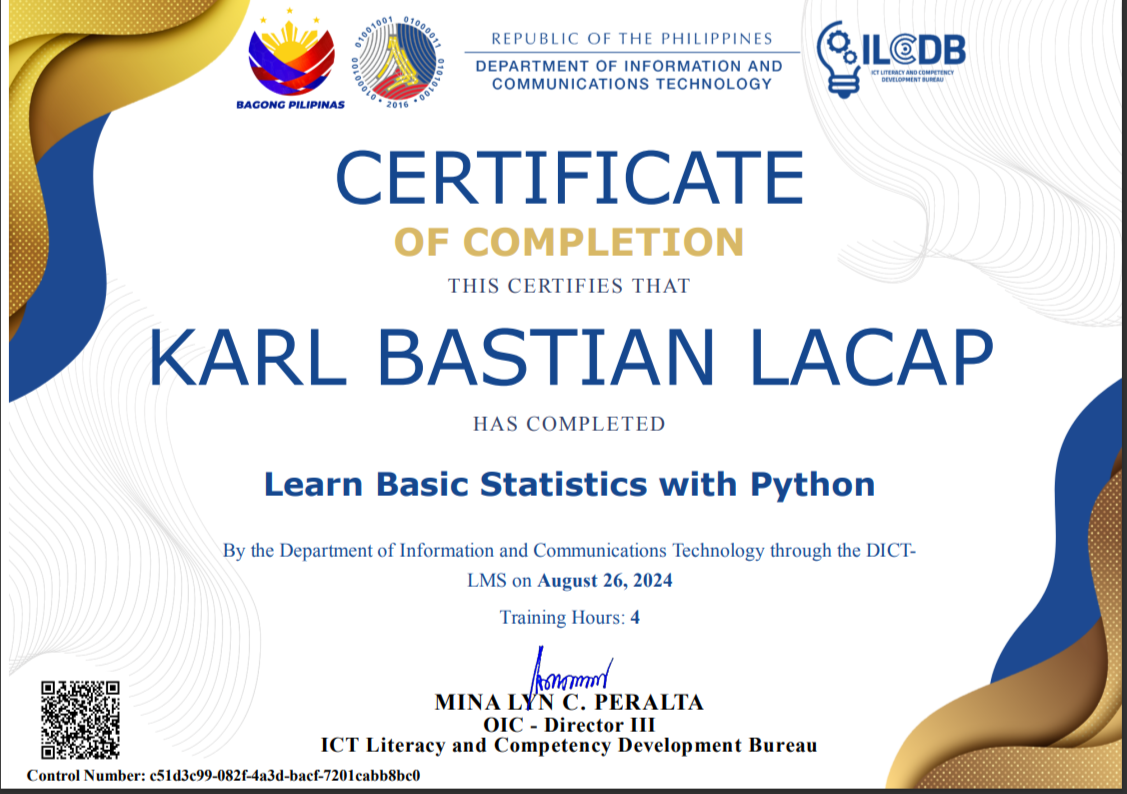 BAGONG PILIPINAS
01001001 01000011 01010100
01000100
2016
REPUBLIC OF THE PHILIPPINES
DEPARTMENT OF INFORMATION AND
COMMUNICATIONS TECHNOLOGY
ILCDB
ICT LITERACY AND COMPETENCY
DEVELOPMENT BUREAU
CERTIFICATE
OF COMPLETION
THIS CERTIFIES THAT
KARL BASTIAN LACAP
HAS COMPLETED
Learn Basic Statistics with Python
By the Department of Information and Communications Technology through the DICT-
LMS on August 26, 2024
Training Hours: 4
MINA LYN C. PERALTA
OIC - Director III
ICT Literacy and Competency Development Bureau
Control Number: c51d3c99-082f-4a3d-bacf-7201cabb8bc0